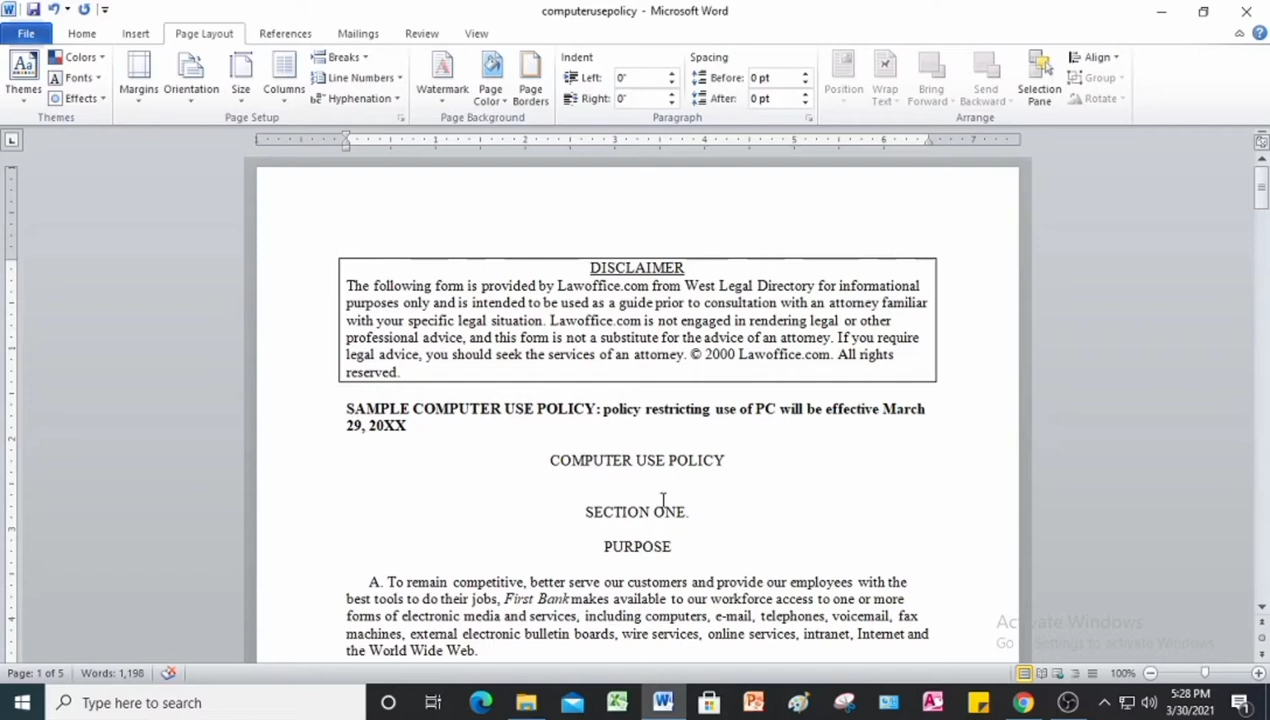 computerusepolicy - Microsoft Word
File Home Insert Page Layout References Mailings Review View
Themes
Colors
Fonts
Effects
Themes
Margins Orientation Size Columns
Breaks
Line Numbers
Hyphenation
Page Setup
Watermark Page Color Page Borders
Page Background
Indent
Left: 0"
Right: 0"
Spacing
Before: 0 pt
After: 0 pt
Paragraph
Position Wrap Text Bring Forward Send Backward Selection Pane
Align
Group
Rotate
Arrange
1 2 3 4 5 6 7
1
2
3
DISCLAIMER
The following form is provided by Lawoffice.com from West Legal Directory for informational
purposes only and is intended to be used as a guide prior to consultation with an attorney familiar
with your specific legal situation. Lawoffice.com is not engaged in rendering legal or other
professional advice, and this form is not a substitute for the advice of an attorney. If you require
legal advice, you should seek the services of an attorney. © 2000 Lawoffice.com. All rights
reserved.
SAMPLE COMPUTER USE POLICY: policy restricting use of PC will be effective March
29, 20XX
COMPUTER USE POLICY
SECTION ONE.
PURPOSE
A. To remain competitive, better serve our customers and provide our employees with the
best tools to do their jobs, First Bank makes available to our workforce access to one or more
forms of electronic media and services, including computers, e-mail, telephones, voicemail, fax
machines, external electronic bulletin boards, wire services, online services, intranet, Internet and
the World Wide Web.
Activate Windows
Go to Settings to activate Windows.
Page: 1 of 5 Words: 1,198 100%
Type here to search
5:28 PM
3/30/2021